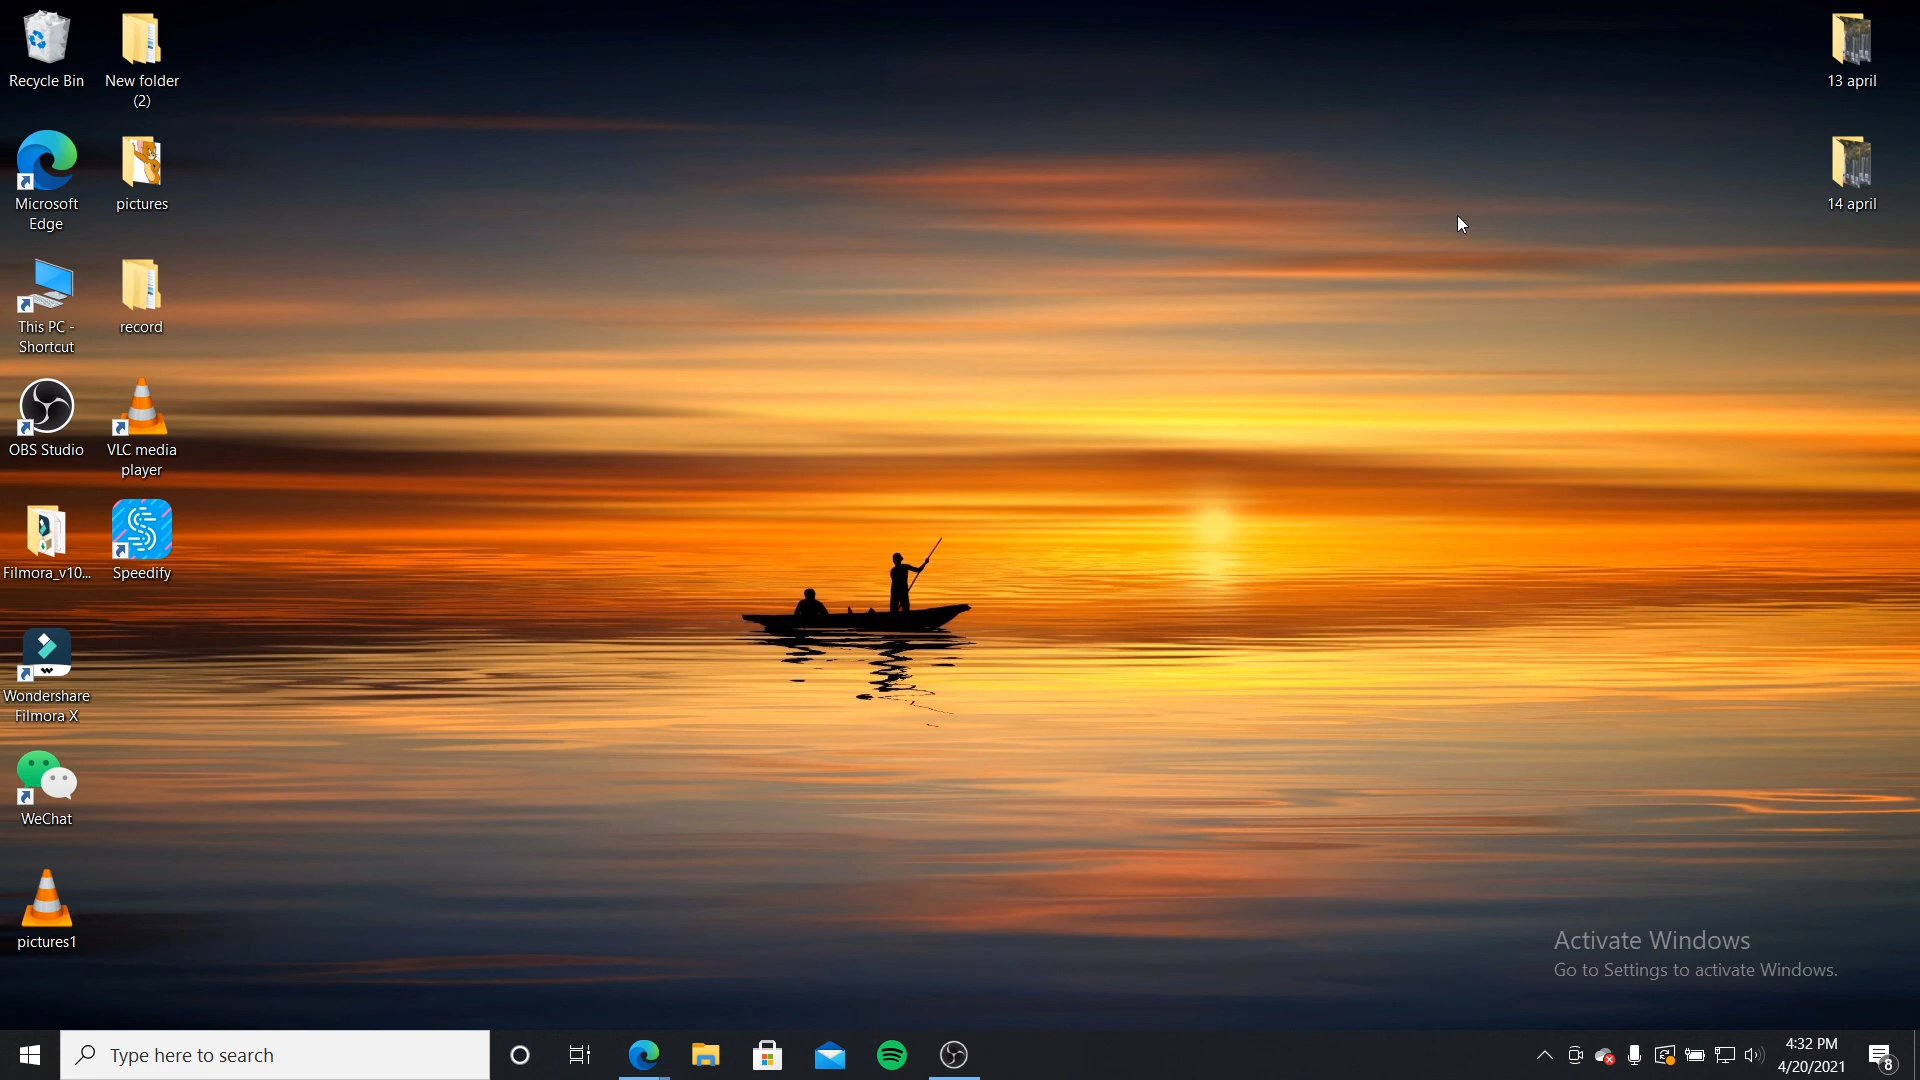 Recycle Bin
New folder
(2)
13 april
Microsoft
Edge
pictures
14 april
This PC -
Shortcut
record
OBS Studio
VLC media
player
Filmora_v10...
Speedify
Wondershare
Filmora X
WeChat
pictures1
Activate Windows
Go to Settings to activate Windows.
Type here to search
4:32 PM
4/20/2021
8